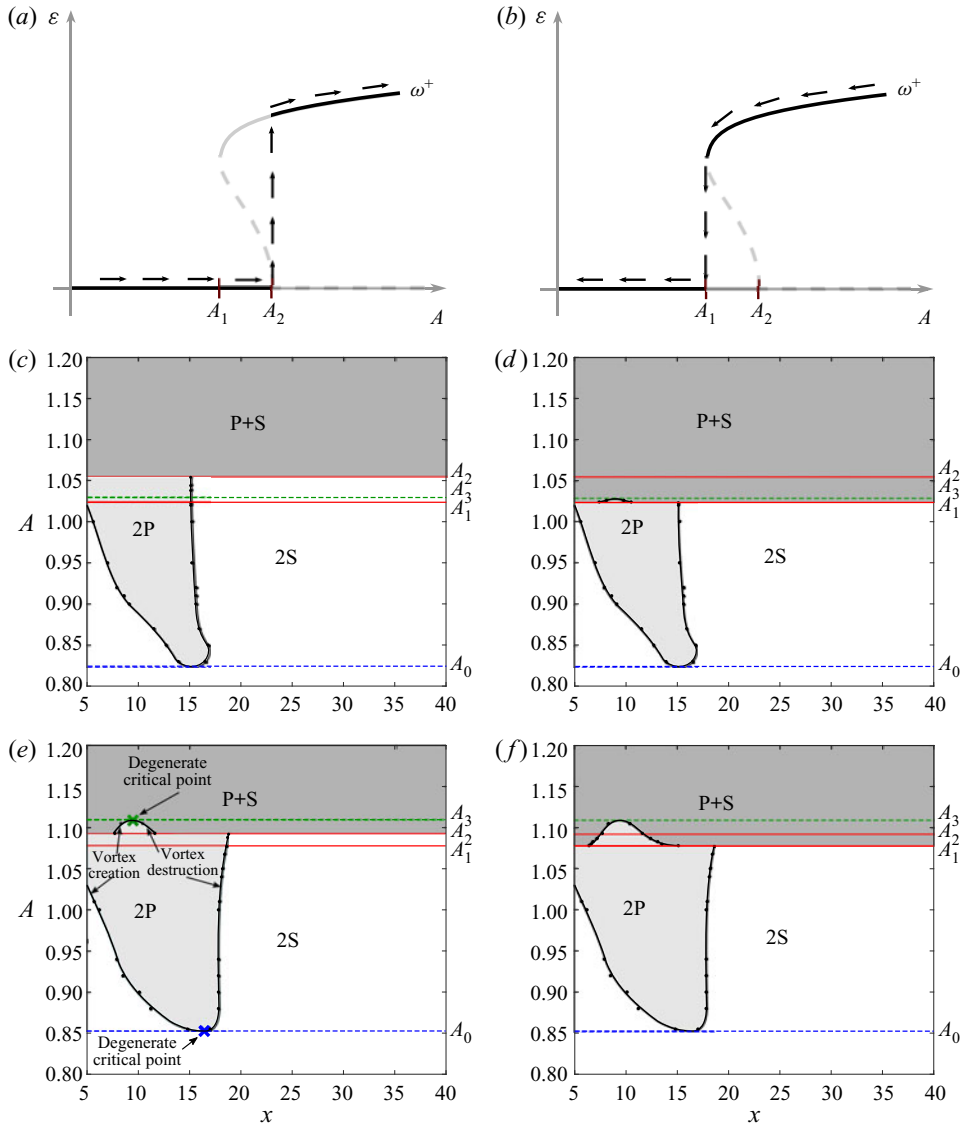 (a) ε
ω+
A1 A2 A
(b) ε
ω+
A1 A2 A
(c) 1.20
1.15
1.10
1.05
1.00
0.95
0.90
0.85
0.80
A
P+S
2P
2S
A2
A3
A1
A0
5 10 15 20 25 30 35 40
(d) 1.20
1.15
1.10
1.05
1.00
0.95
0.90
0.85
0.80
P+S
2P
2S
A2
A3
A1
A0
5 10 15 20 25 30 35 40
(e) 1.20
1.15
1.10
1.05
1.00
0.95
0.90
0.85
0.80
A
Degenerate
critical point
P+S
Vortex
creation
Vortex
destruction
2P
2S
Degenerate
critical point
A3
A2
A1
A0
5 10 15 20 25 30 35 40
x
(f) 1.20
1.15
1.10
1.05
1.00
0.95
0.90
0.85
0.80
P+S
2P
2S
A3
A2
A1
A0
5 10 15 20 25 30 35 40
x